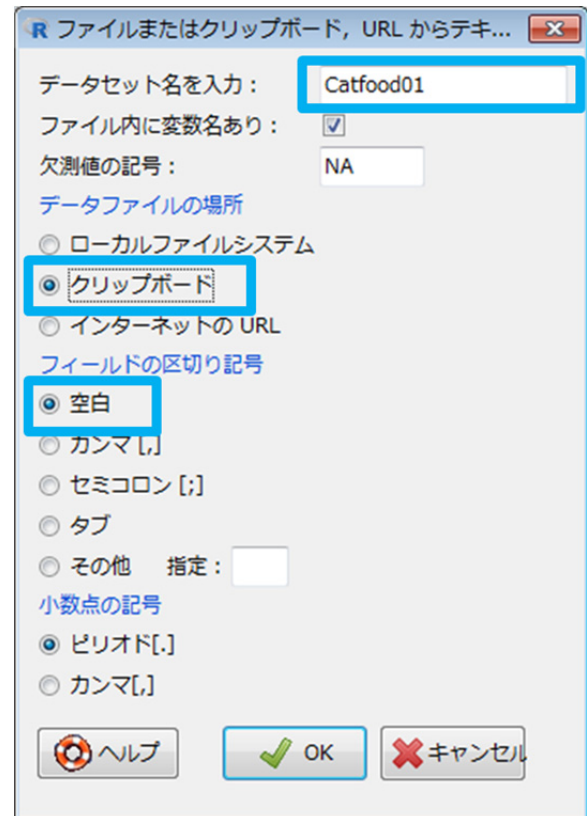 R ファイルまたはクリップボード, URL からテキ...
データセット名を入力： Catfood01
ファイル内に変数名あり：
欠測値の記号： NA
データファイルの場所
ローカルファイルシステム
クリップボード
インターネットの URL
フィールドの区切り記号
空白
カンマ [,]
セミコロン [;]
タブ
その他 指定：
小数点の記号
ピリオド[.]
カンマ[,]
ヘルプ OK キャンセル